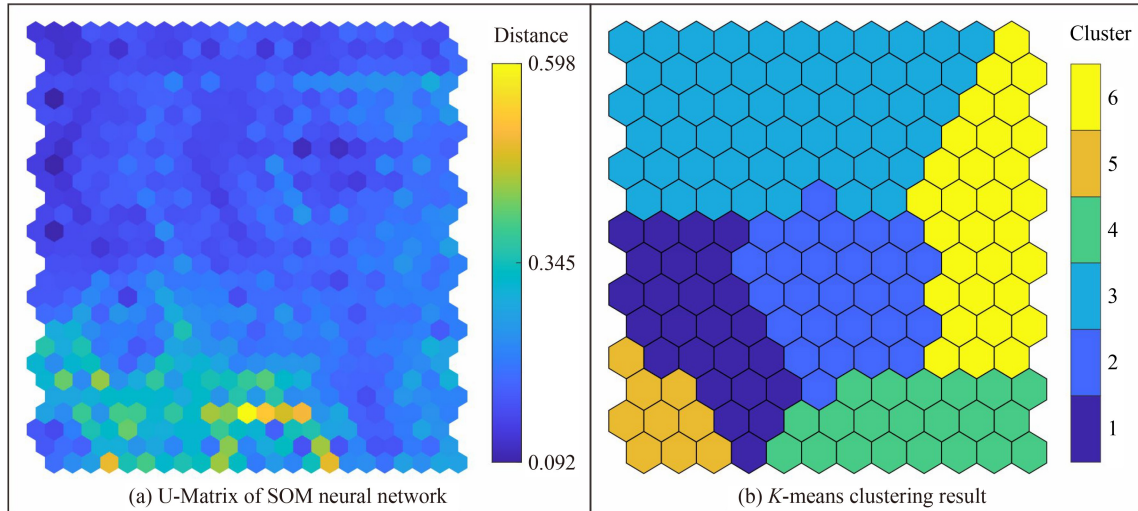 Distance
0.598
0.345
0.092
(a) U-Matrix of SOM neural network
Cluster
6
5
4
3
2
1
(b) K-means clustering result